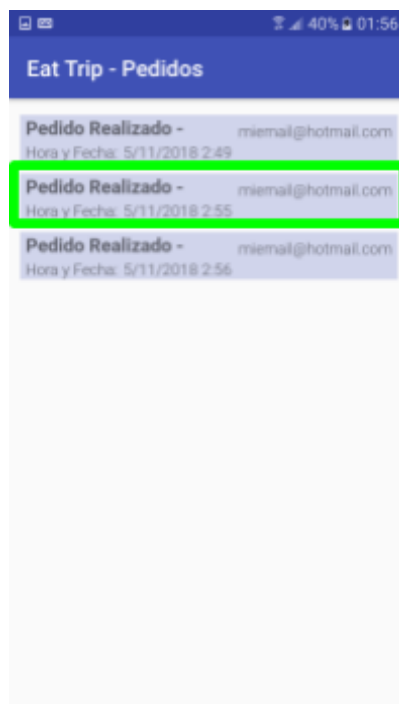 40% 01:56
Eat Trip - Pedidos
Pedido Realizado - miemail@hotmail.com
Hora y Fecha: 5/11/2018 2:49
Pedido Realizado - miemail@hotmail.com
Hora y Fecha: 5/11/2018 2:55
Pedido Realizado - miemail@hotmail.com
Hora y Fecha: 5/11/2018 2:56